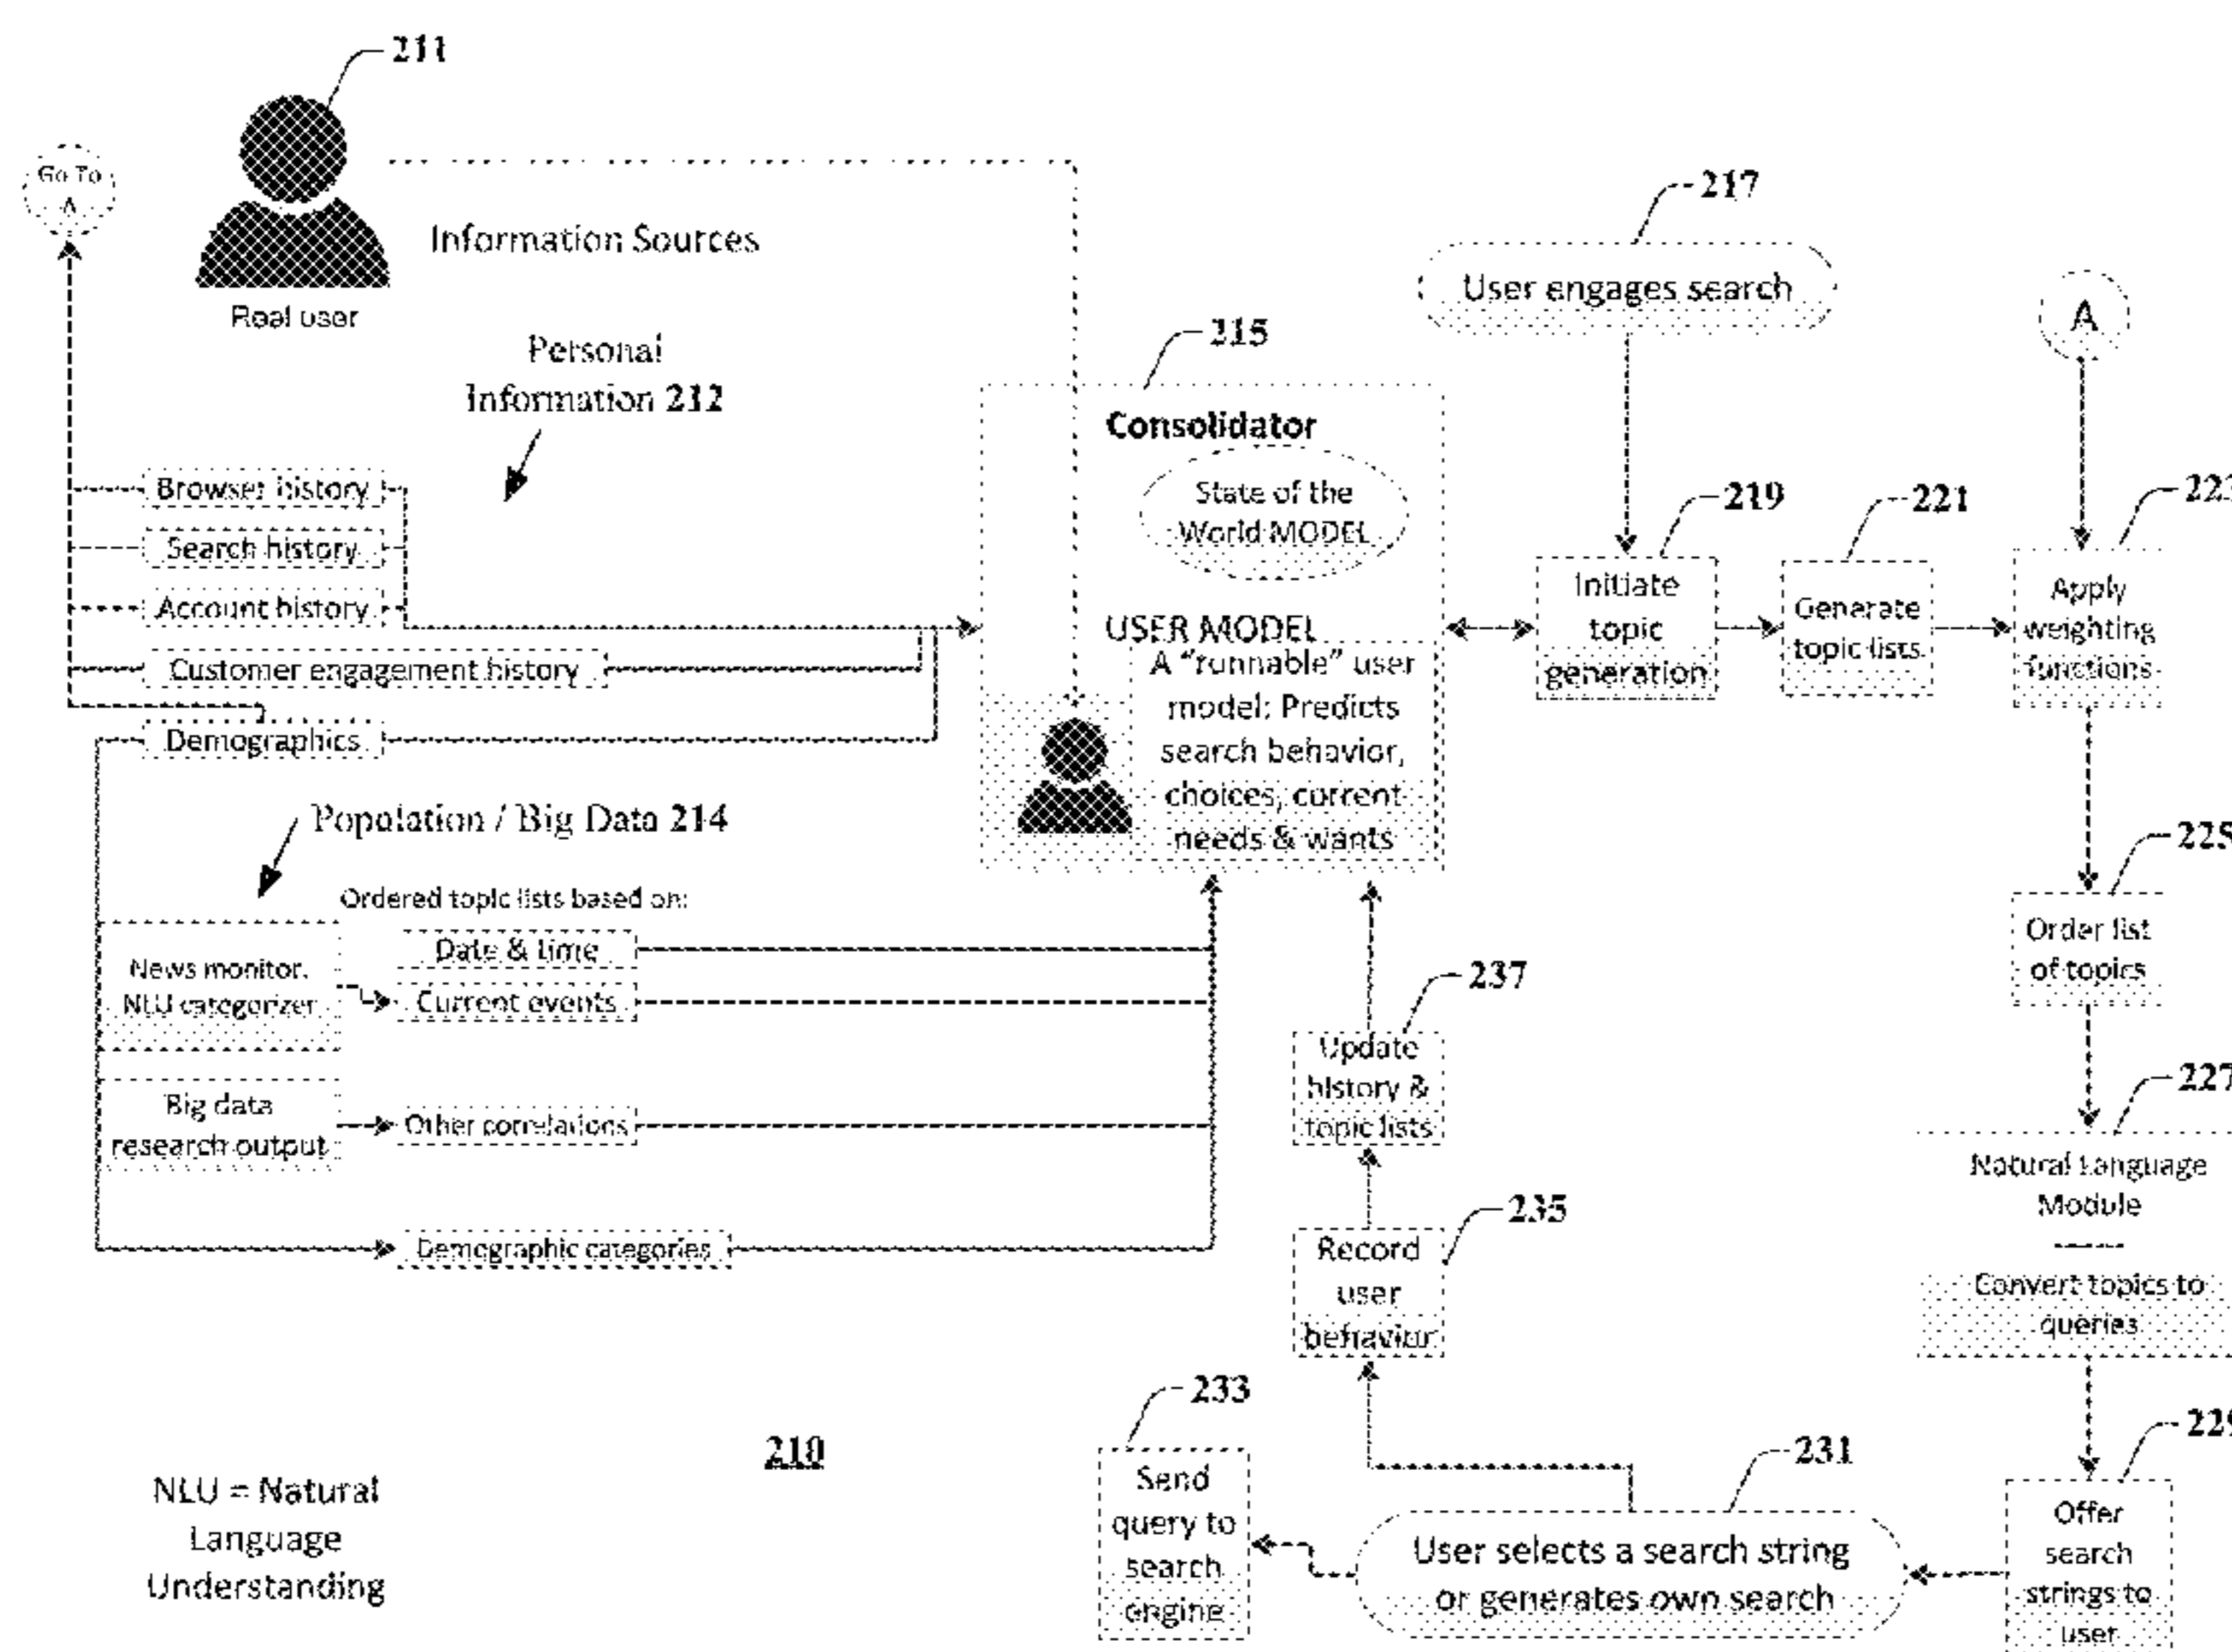 211
Go To
A
Information Sources
Real user
Personal
Information 212
217
User engages search
A
215
Consolidator
State of the
World MODEL
USER MODEL
A "runnable" user
model: Predicts
search behavior,
choices, current
needs & wants
Browser history
Search history
Account history
Customer engagement history
Demographics
219
Initiate
topic
generation
221
Generate
topic lists
Apply
weighting
functions
Population / Big Data 214
Ordered topic lists based on:
News monitor.
NLU categorizer
Date & time
Current events
Big data
research output
Other correlations
Demographic categories
225
Order list
of topics
237
Update
history &
topic lists
227
Natural Language
Module
Convert topics to
queries
235
Record
user
behavior
233
Send
query to
search
engine
231
User selects a search string
or generates own search
229
Offer
search
strings to
user
210
NLU = Natural
Language
Understanding